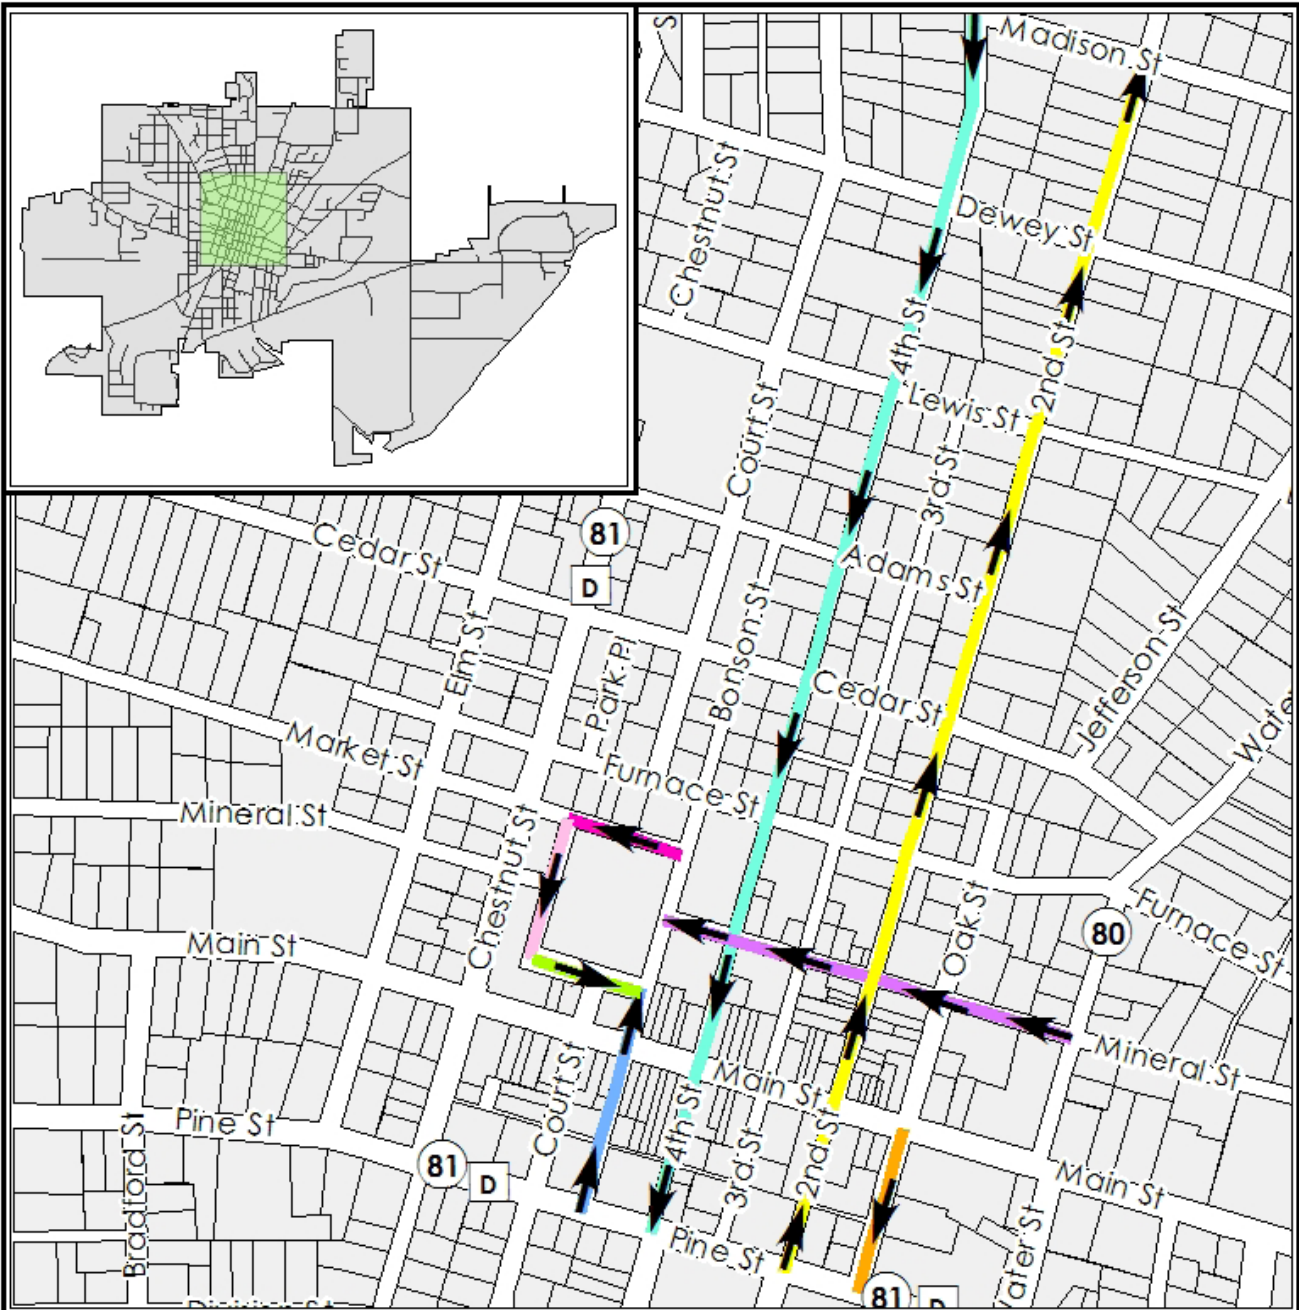 Madison St
Chestnut St
Dewey St
4th St
2nd St
Lewis St
Court St
3rd St
81
D
Cedar St
Adams St
Bonson St
Elm St
Park Pl
Jefferson St
Cedar St
Market St
Furnace St
Mineral St
Chestnut St
Oak St
80
Furnace St
Main St
Mineral St
Court St
Main St
4th St
3rd St
2nd St
Pine St
Bradford St
81
D
Main St
Pine St
81